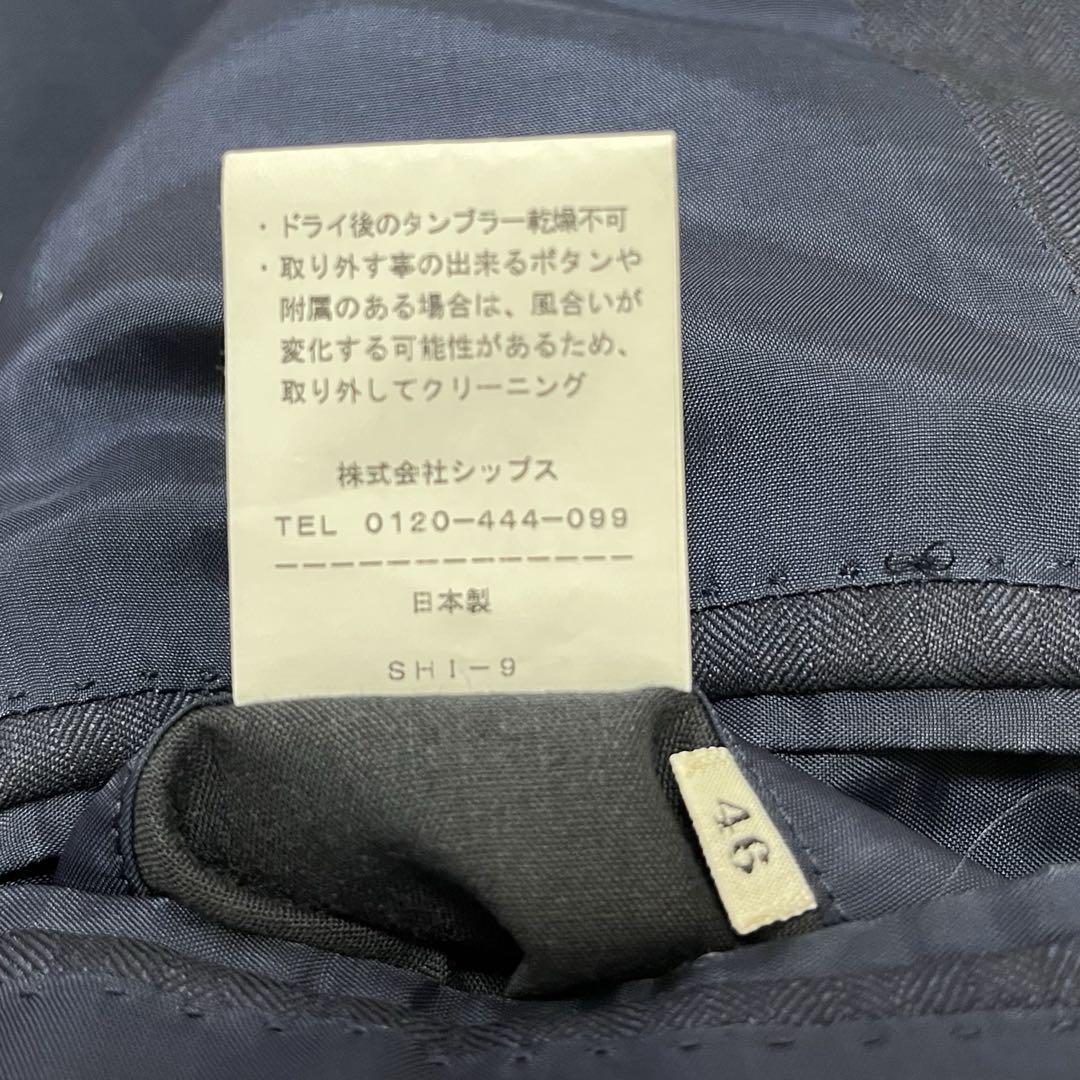 ・ドライ後のタンブラー乾燥不可
・取り外す事の出来るボタンや
附属のある場合は、風合いが
変化する可能性があるため、
取り外してクリーニング
株式会社シップス
TEL 0120-444-099
-------------
日本製
SHI-9
46